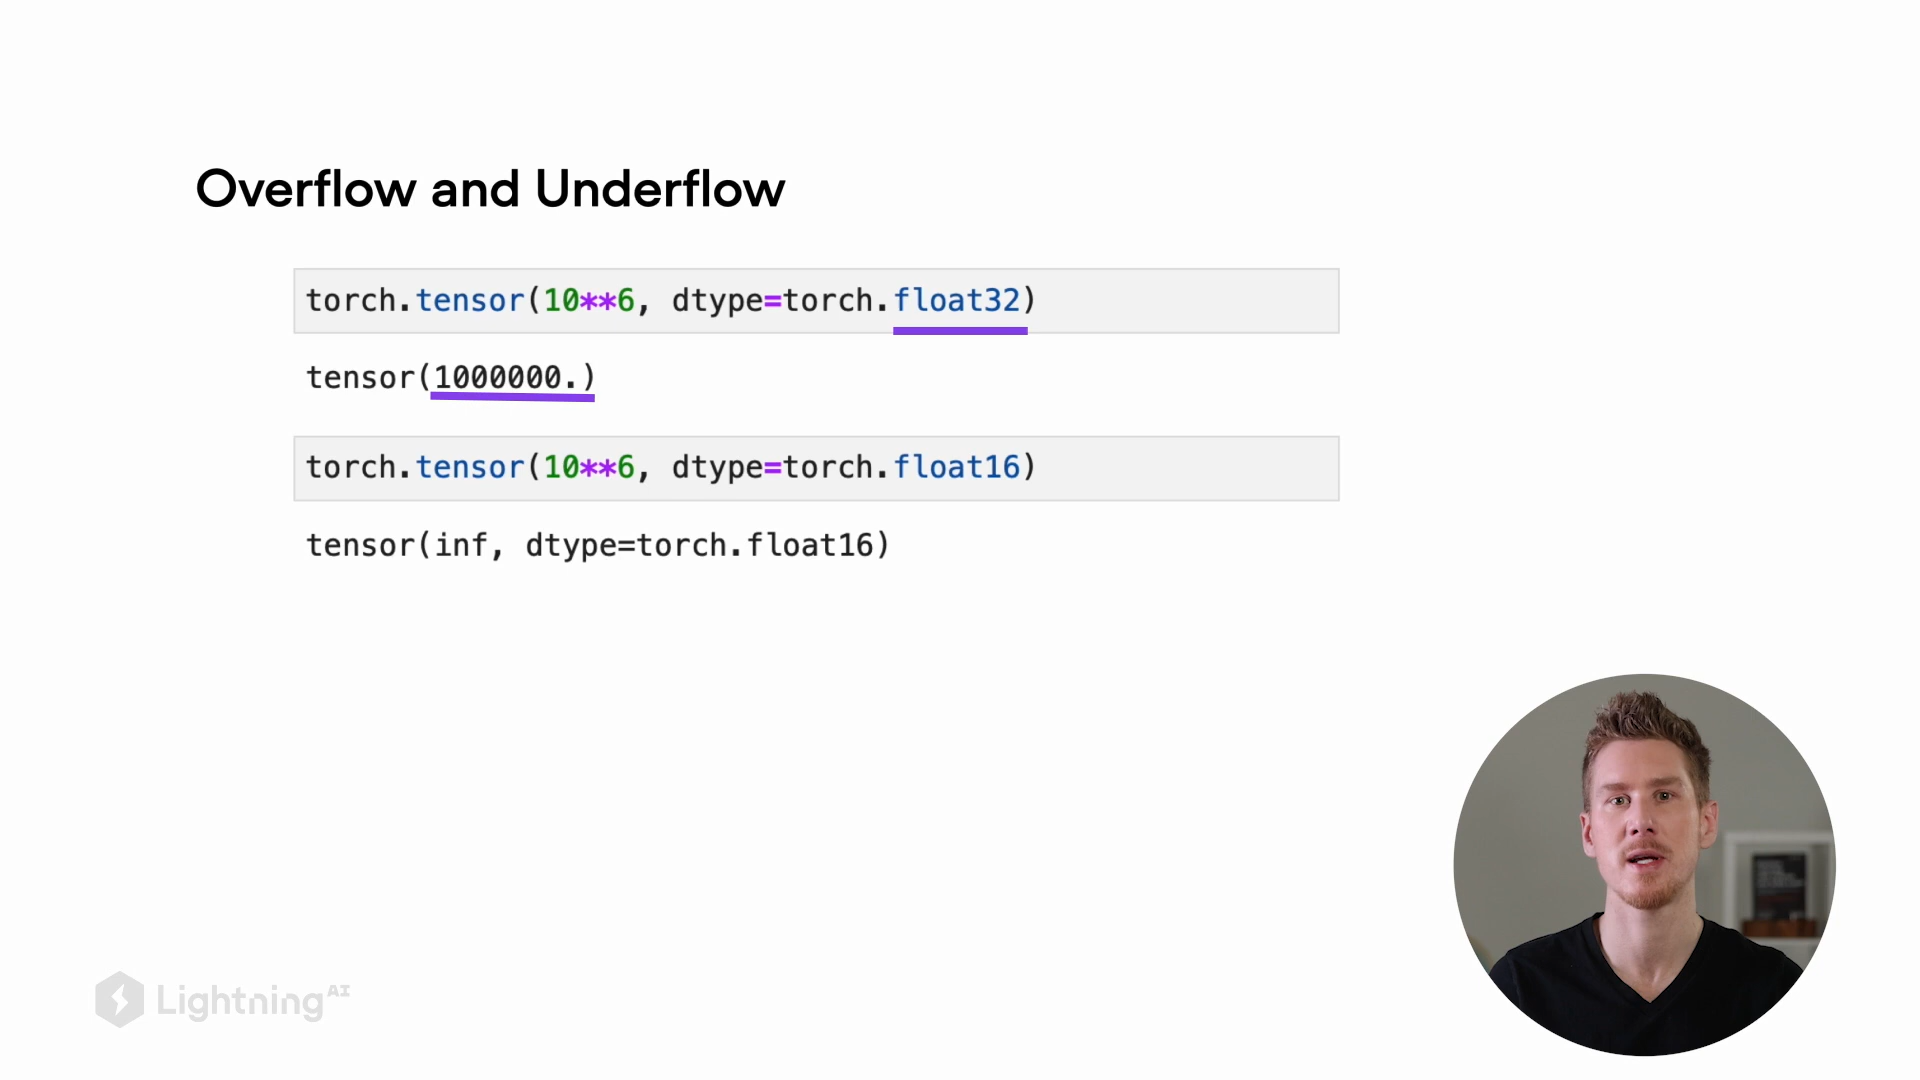 Overflow and Underflow
torch.tensor(10**6, dtype=torch.float32)
tensor(1000000.)
torch.tensor(10**6, dtype=torch.float16)
tensor(inf, dtype=torch.float16)
Lightning AI